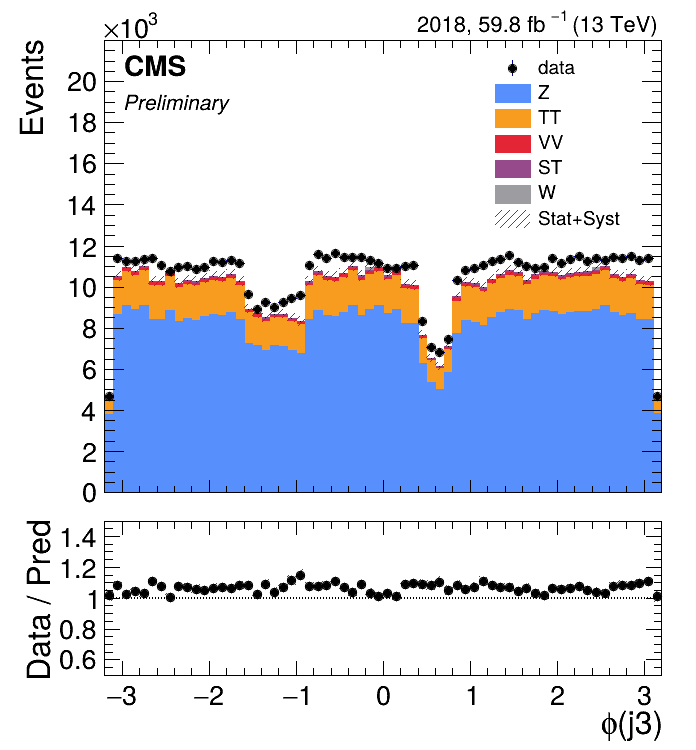 ×10³ 2018, 59.8 fb⁻¹ (13 TeV)
Events
CMS
Preliminary
data
Z
TT
VV
ST
W
Stat+Syst
20
18
16
14
12
10
8
6
4
2
0
Data / Pred
1.4
1.2
1
0.8
0.6
−3 −2 −1 0 1 2 3
ϕ(j3)